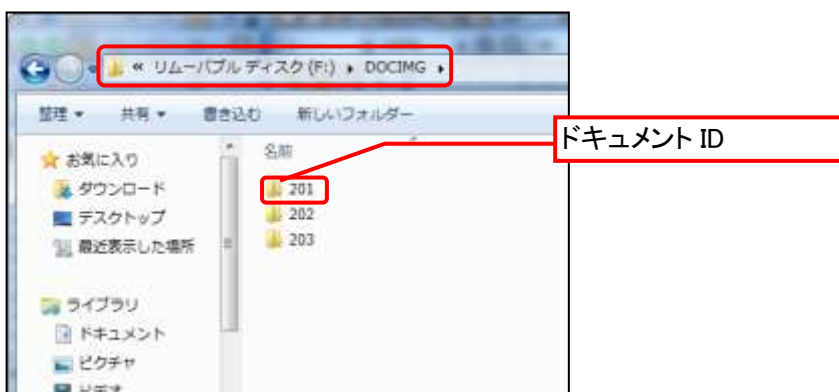 « リムーバブル ディスク (F:) ▸ DOCIMG ▸
整理 ▾ 共有 ▾ 書き込む 新しいフォルダー
ドキュメント ID
お気に入り
ダウンロード
デスクトップ
最近表示した場所
ライブラリ
ドキュメント
ピクチャ
ビデオ
名前
201
202
203